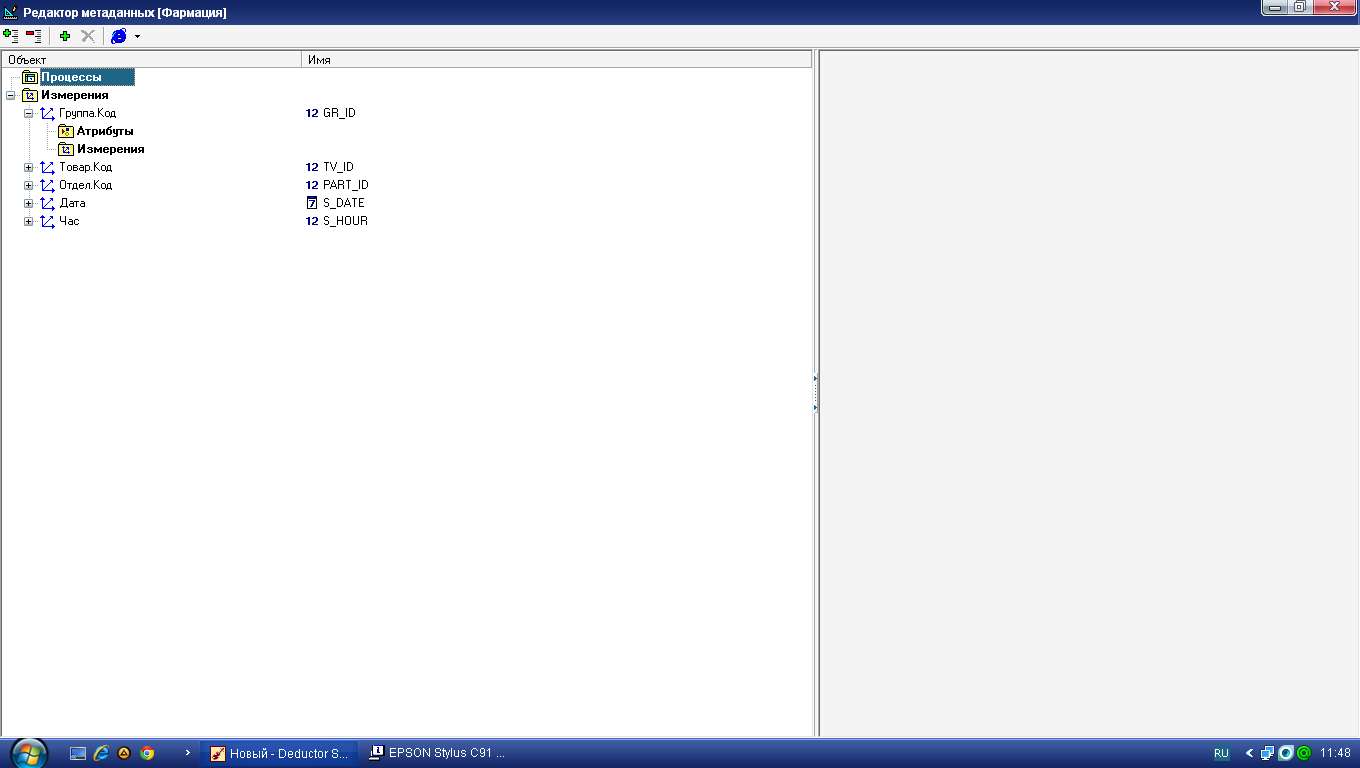 Редактор метаданных [Фармация]
Объект Имя
Процессы
Измерения
Группа.Код 12 GR_ID
Атрибуты
Измерения
Товар.Код 12 TV_ID
Отдел.Код 12 PART_ID
Дата 7 S_DATE
Час 12 S_HOUR
Новый - Deductor S... EPSON Stylus C91 ... RU 11:48